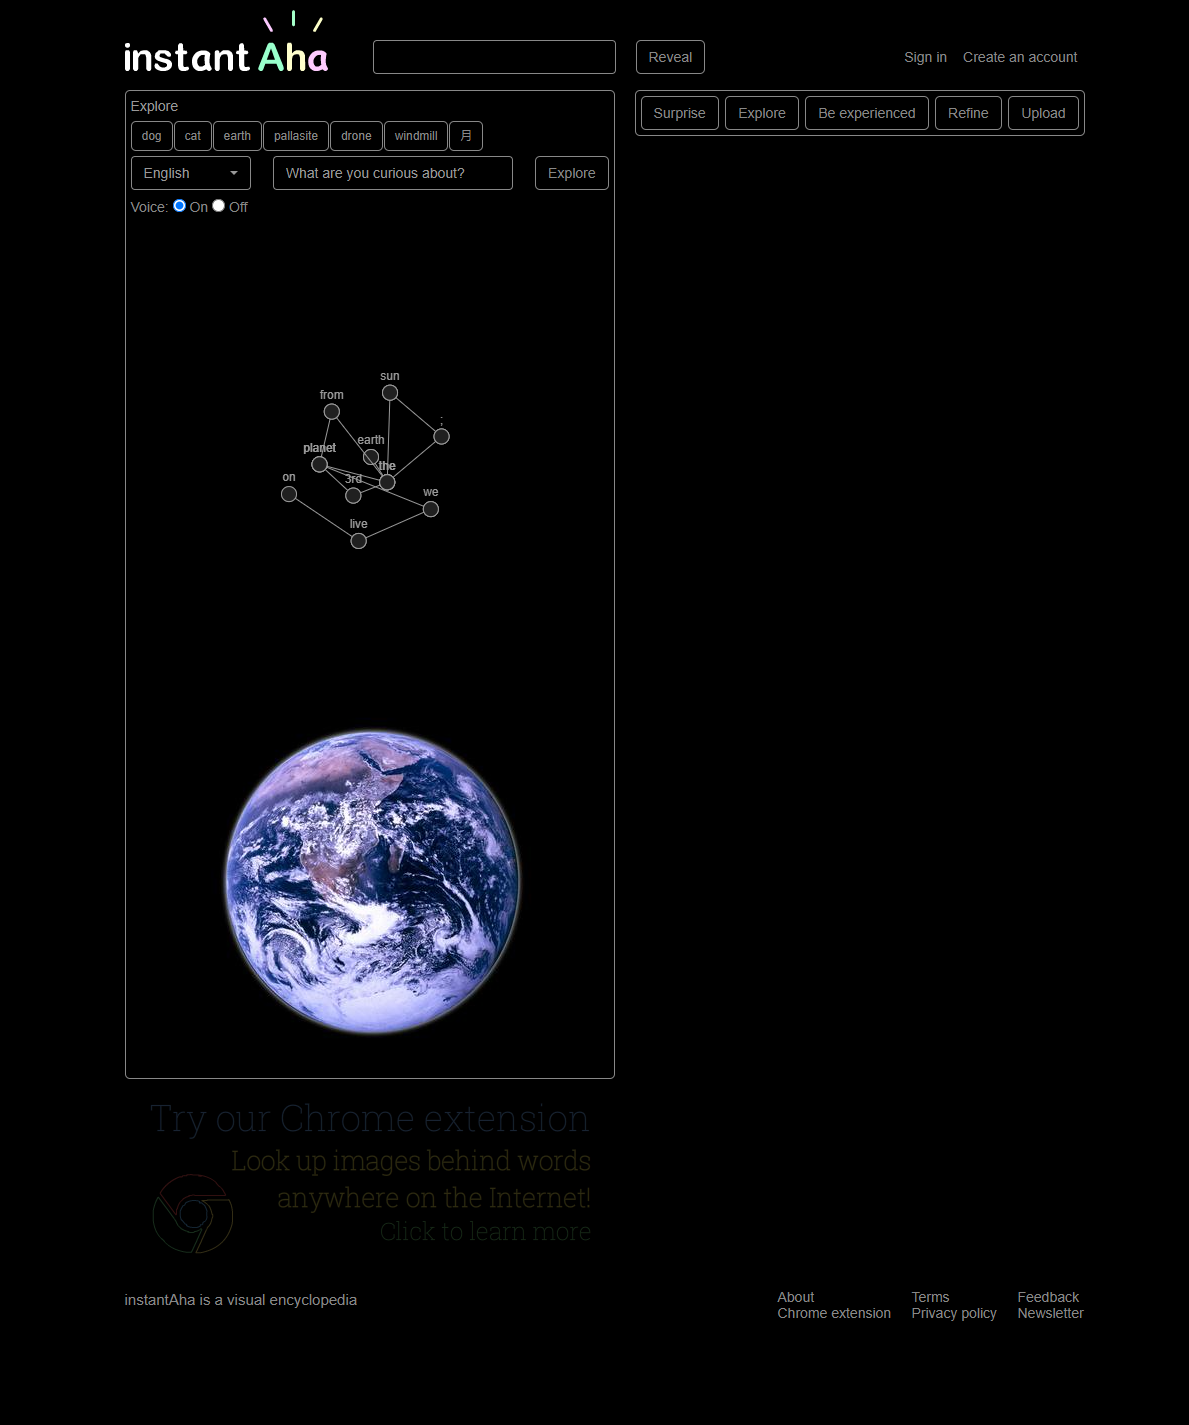 instant Aha
Reveal
Sign in
Create an account
Explore
dog
cat
earth
pallasite
drone
windmill
月
English
What are you curious about?
Explore
Voice: On Off
Surprise
Explore
Be experienced
Refine
Upload
sun
from
;
earth
planet
the
on
3rd
we
live
Try our Chrome extension
Look up images behind words
anywhere on the Internet!
Click to learn more
instantAha is a visual encyclopedia
About
Terms
Feedback
Chrome extension
Privacy policy
Newsletter